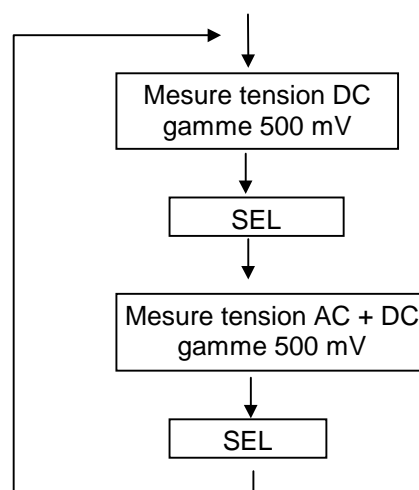 Mesure tension DC
gamme 500 mV
SEL
Mesure tension AC + DC
gamme 500 mV
SEL